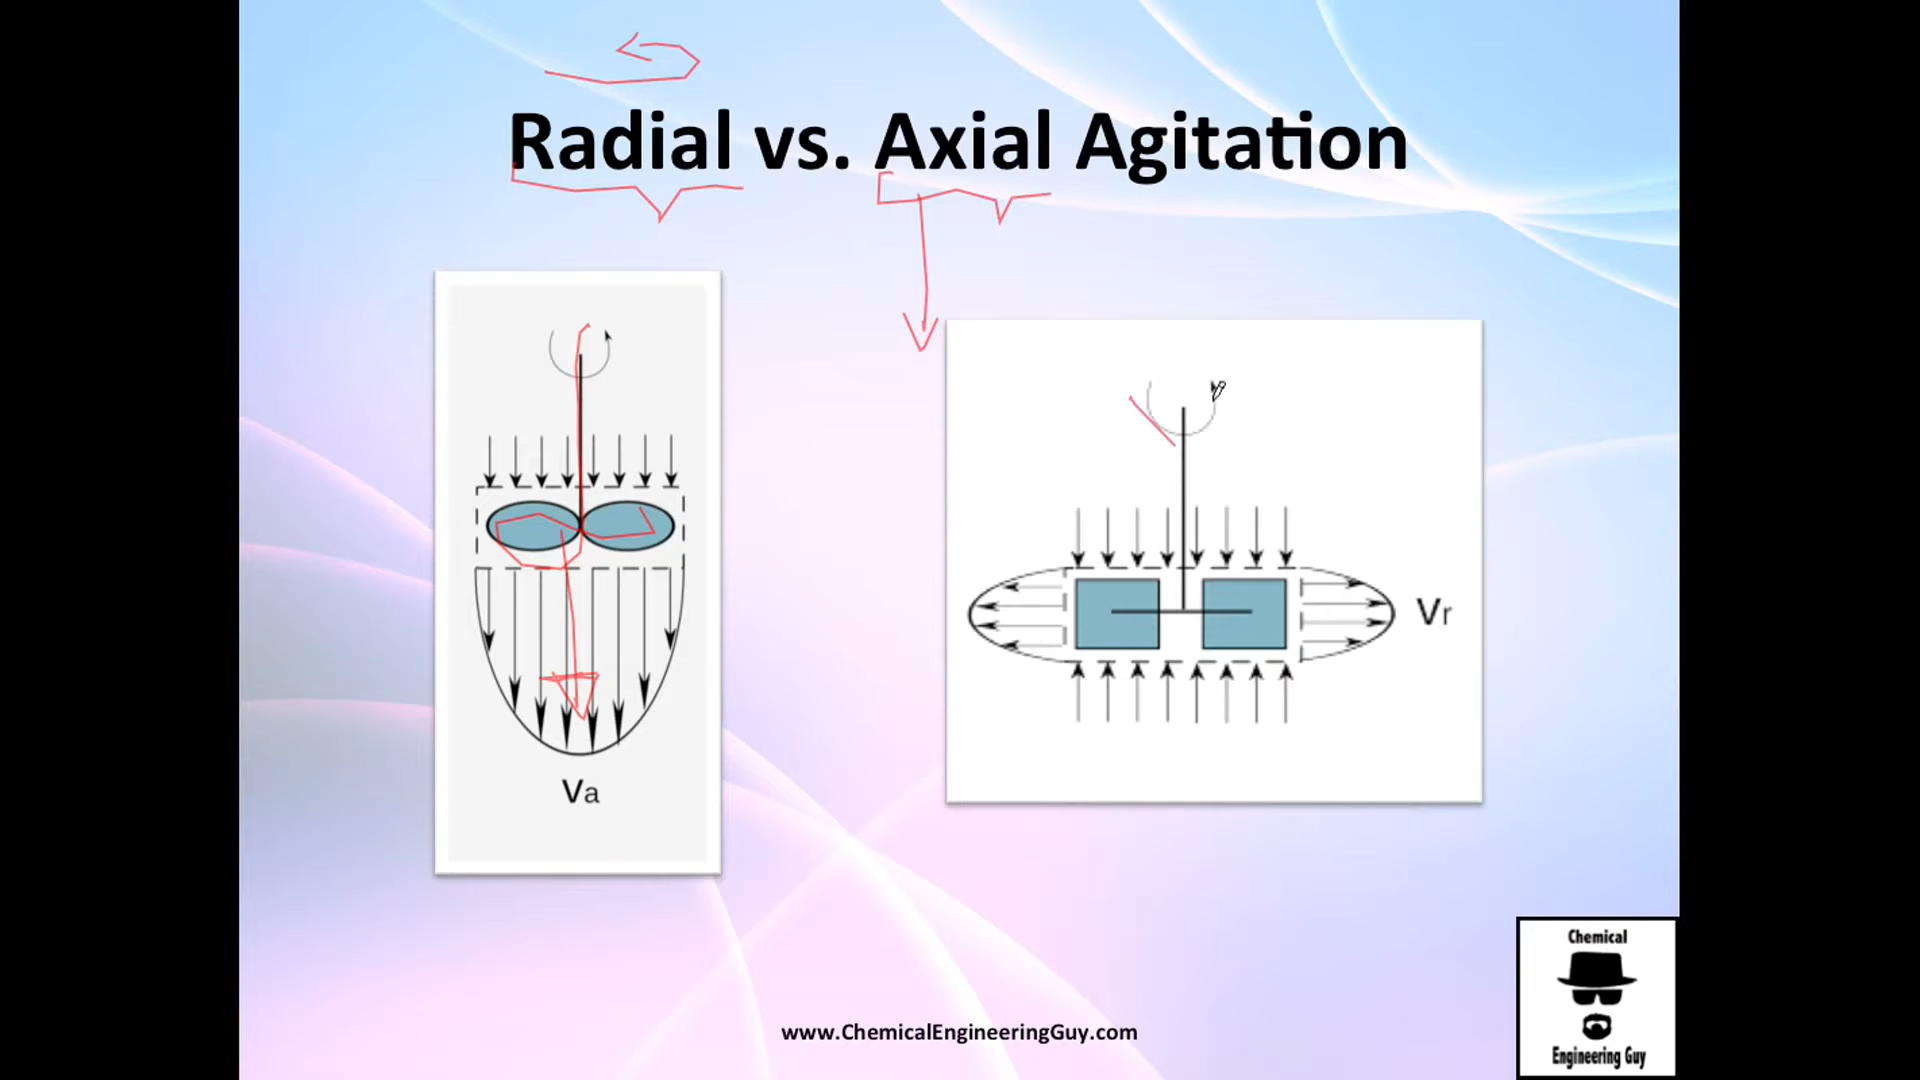 Radial vs. Axial Agitation
Va
Vr
www.ChemicalEngineeringGuy.com
Chemical
Engineering Guy